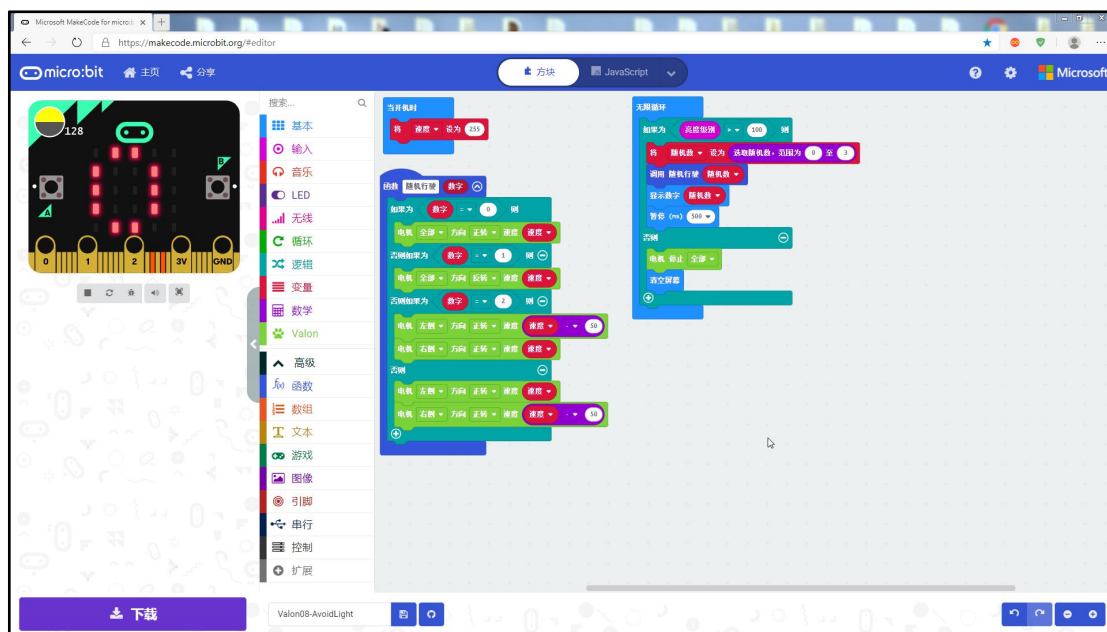 Microsoft MakeCode for micro:b
https://makecode.microbit.org/#editor
micro:bit 主页 分享 方块 JavaScript Microsoft
128
B
A
0 1 2 3V GND
搜索...
基本
输入
音乐
LED
无线
循环
逻辑
变量
数学
Valon
高级
函数
数组
文本
游戏
图像
引脚
串行
控制
扩展
当开机时
将 速度 设为 255
函数 随机行驶 数字
如果为 数字 = 0 则
电机 全部 方向 正转 速度 速度
否则如果为 数字 = 1 则
电机 全部 方向 反转 速度 速度
否则如果为 数字 = 2 则
电机 左侧 方向 正转 速度 速度 - 50
电机 右侧 方向 正转 速度 速度
否则
电机 左侧 方向 正转 速度 速度
电机 右侧 方向 正转 速度 速度 - 50
无限循环
如果为 亮度级别 > 100 则
将 随机数 设为 选取随机数,范围为 0 至 3
调用 随机行驶 随机数
显示数字 随机数
暂停 (ms) 500
否则
电机 停止 全部
清空屏幕
下载
Valon08-AvoidLight